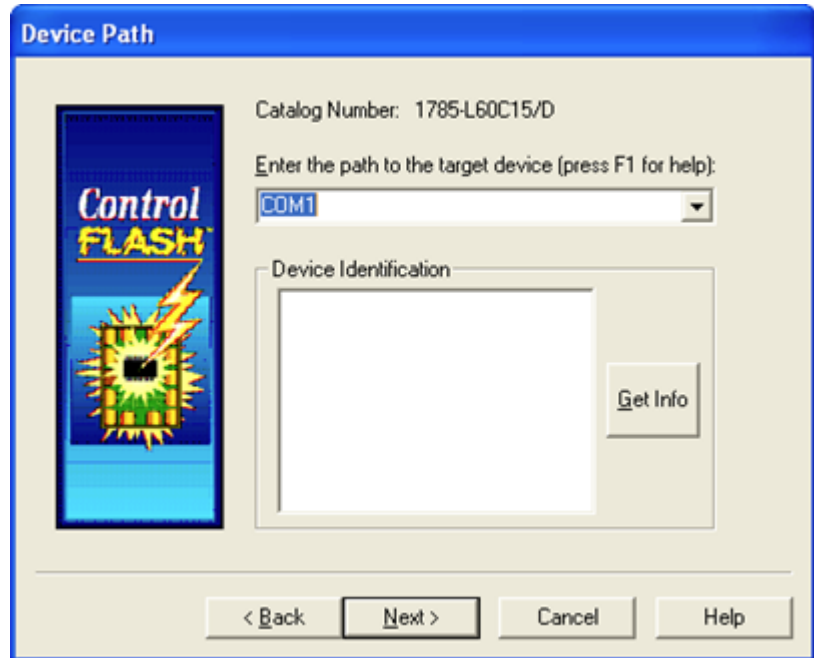 Device Path
Control
FLASH™
Catalog Number: 1785-L60C15/D
Enter the path to the target device (press F1 for help):
COM1
Device Identification
Get Info
< Back
Next >
Cancel
Help